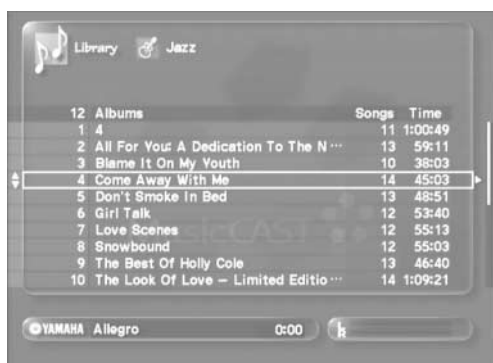 Library Jazz
12 Albums Songs Time
1 4 11 1:00:49
2 All For You: A Dedication To The N ··· 13 59:11
3 Blame It On My Youth 10 38:03
4 Come Away With Me 14 45:03
5 Don't Smoke In Bed 13 48:51
6 Girl Talk 12 53:40
7 Love Scenes 12 55:13
8 Snowbound 12 55:03
9 The Best Of Holly Cole 13 46:40
10 The Look Of Love – Limited Editio ··· 14 1:09:21
MusicCAST
YAMAHA Allegro 0:00